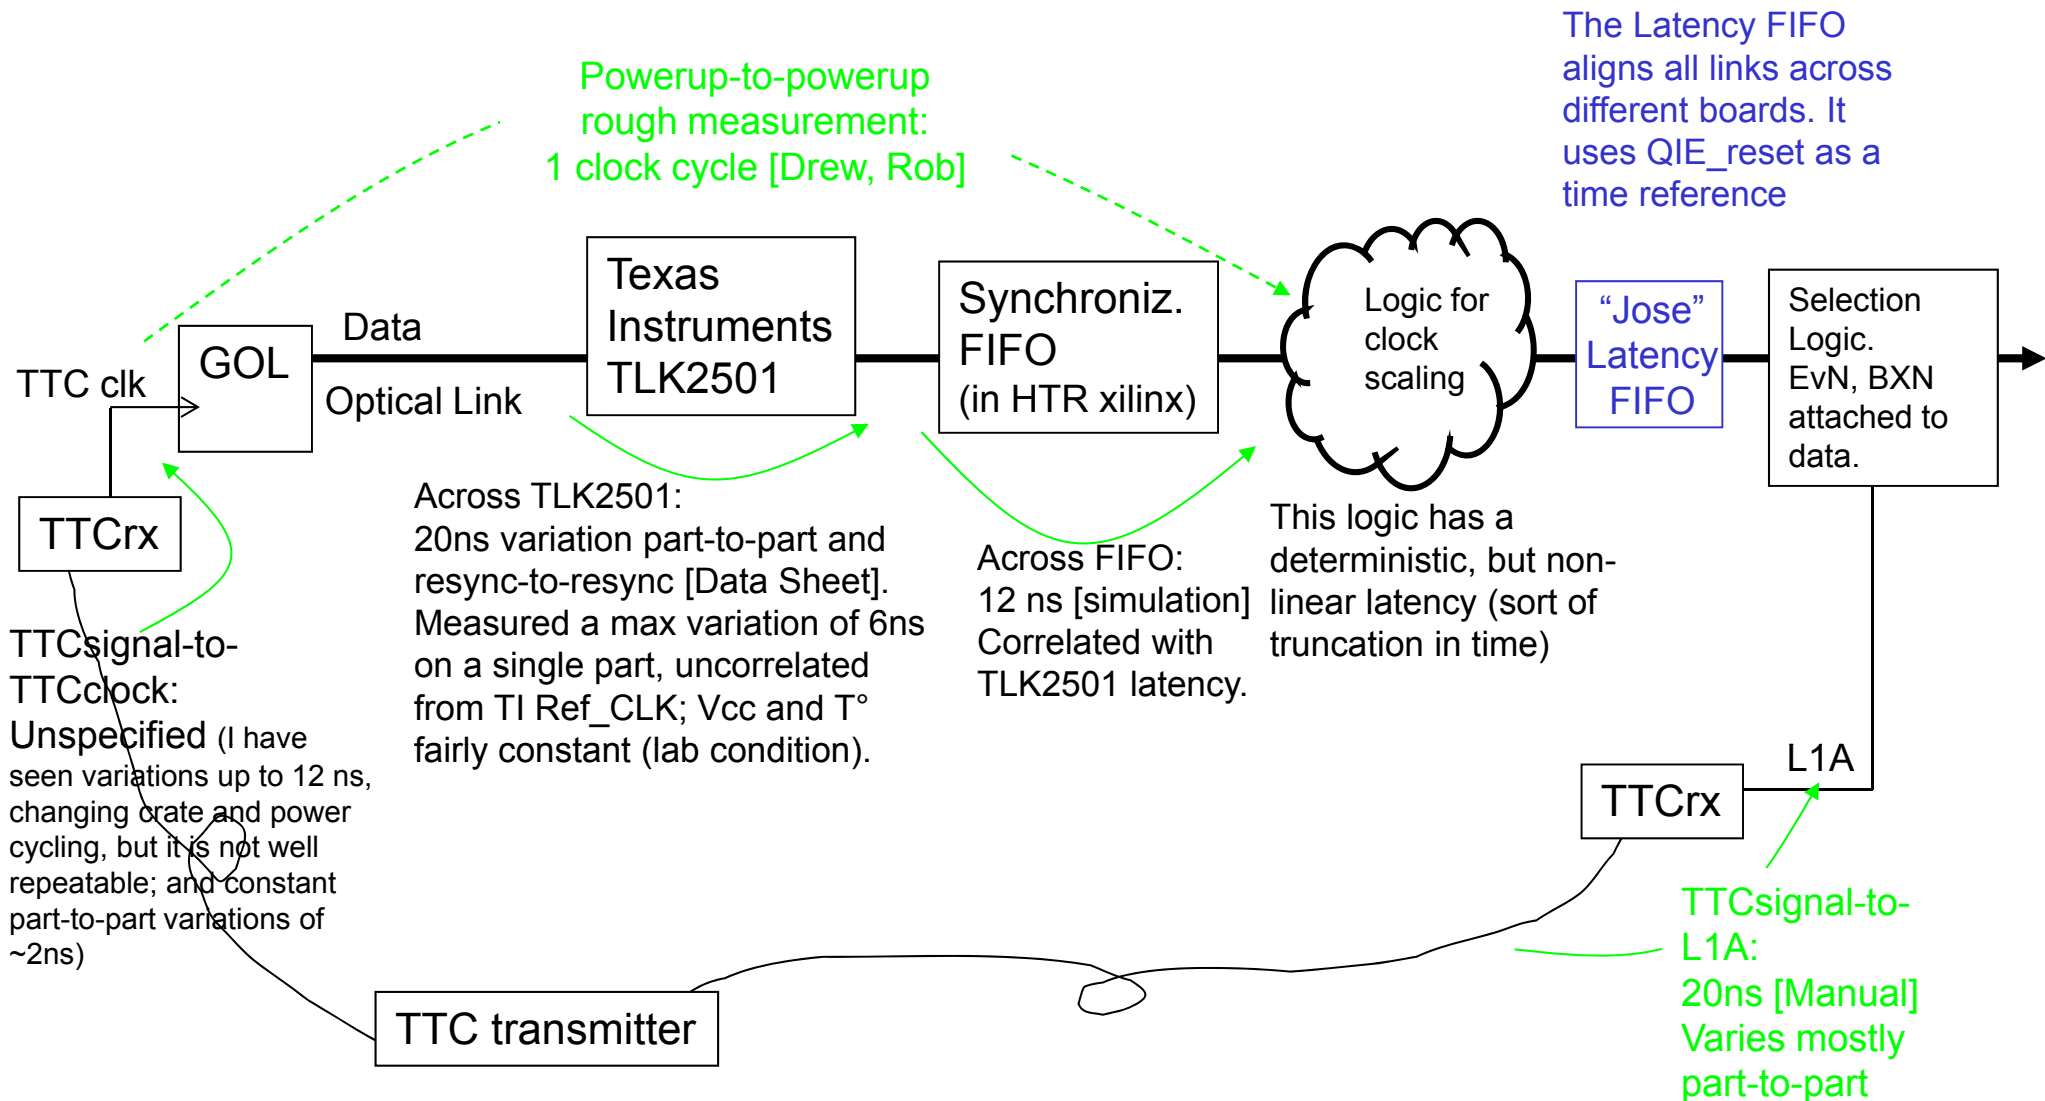 The Latency FIFO
aligns all links across
different boards. It
uses QIE_reset as a
time reference
Powerup-to-powerup
rough measurement:
1 clock cycle [Drew, Rob]
TTC clk
GOL
Data
Optical Link
Texas
Instruments
TLK2501
Synchroniz.
FIFO
(in HTR xilinx)
Logic for
clock
scaling
“Jose”
Latency
FIFO
Selection
Logic.
EvN, BXN
attached to
data.
TTCrx
TTCsignal-to-
TTCclock:
Unspecified (I have
seen variations up to 12 ns,
changing crate and power
cycling, but it is not well
repeatable; and constant
part-to-part variations of
~2ns)
Across TLK2501:
20ns variation part-to-part and
resync-to-resync [Data Sheet].
Measured a max variation of 6ns
on a single part, uncorrelated
from TI Ref_CLK; Vcc and T°
fairly constant (lab condition).
Across FIFO:
12 ns [simulation]
Correlated with
TLK2501 latency.
This logic has a
deterministic, but non-
linear latency (sort of
truncation in time)
L1A
TTCrx
TTCsignal-to-
L1A:
20ns [Manual]
Varies mostly
part-to-part
TTC transmitter